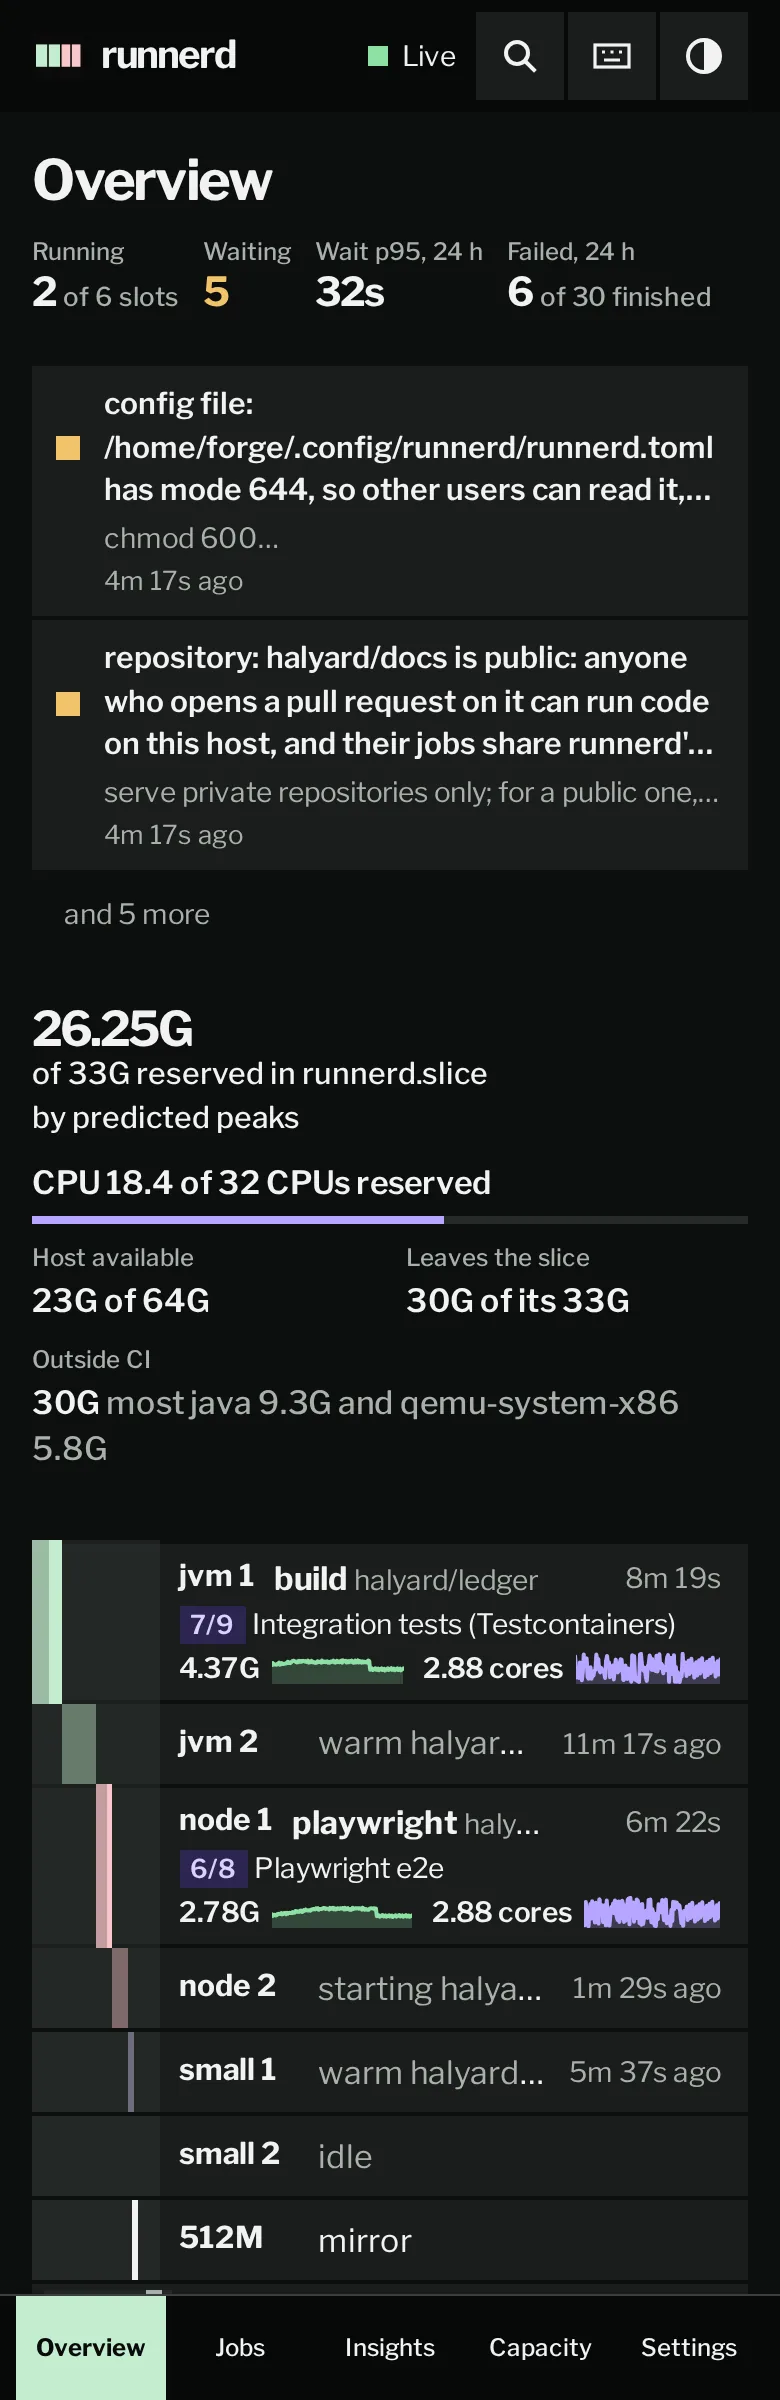 runnerd
Live
Overview
Running
Waiting
Wait p95, 24 h
Failed, 24 h
2 of 6 slots
5
32s
6 of 30 finished
config file:
/home/forge/.config/runnerd/runnerd.toml
has mode 644, so other users can read it,...
chmod 600...
4m 17s ago
repository: halyard/docs is public: anyone
who opens a pull request on it can run code
on this host, and their jobs share runnerd'...
serve private repositories only; for a public one,...
4m 17s ago
and 5 more
26.25G
of 33G reserved in runnerd.slice
by predicted peaks
CPU 18.4 of 32 CPUs reserved
Host available
Leaves the slice
23G of 64G
30G of its 33G
Outside CI
30G most java 9.3G and qemu-system-x86
5.8G
jvm 1 build halyard/ledger 8m 19s
7/9 Integration tests (Testcontainers)
4.37G 2.88 cores
jvm 2 warm halyar... 11m 17s ago
node 1 playwright haly... 6m 22s
6/8 Playwright e2e
2.78G 2.88 cores
node 2 starting halya... 1m 29s ago
small 1 warm halyard... 5m 37s ago
small 2 idle
512M mirror
Overview
Jobs
Insights
Capacity
Settings